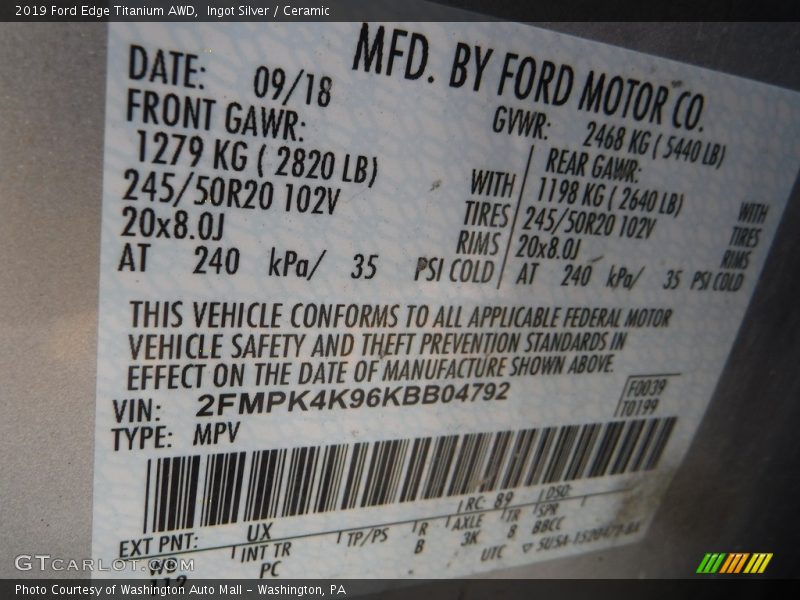 2019 Ford Edge Titanium AWD,  Ingot Silver / Ceramic
MFD. BY FORD MOTOR CO.
DATE: 09/18
GVWR: 2468 KG ( 5440 LB)
FRONT GAWR:
1279 KG ( 2820 LB) WITH
245/50R20 102V TIRES
20x8.0J RIMS
AT 240 kPa/ 35 PSI COLD
REAR GAWR:
1198 KG ( 2640 LB) WITH
245/50R20 102V TIRES
20x8.0J RIMS
AT 240 kPa/ 35 PSI COLD
THIS VEHICLE CONFORMS TO ALL APPLICABLE FEDERAL MOTOR
VEHICLE SAFETY AND THEFT PREVENTION STANDARDS IN
EFFECT ON THE DATE OF MANUFACTURE SHOWN ABOVE.
VIN: 2FMPK4K96KBB04792
F0039
T0199
TYPE: MPV
EXT PNT: UX RC: 89 DSO:
WB INT TR TP/PS R AXLE TR SPR
112 PC B 3K 8 BBCC
UTC
GTcarlot.com
Photo Courtesy of Washington Auto Mall - Washington, PA